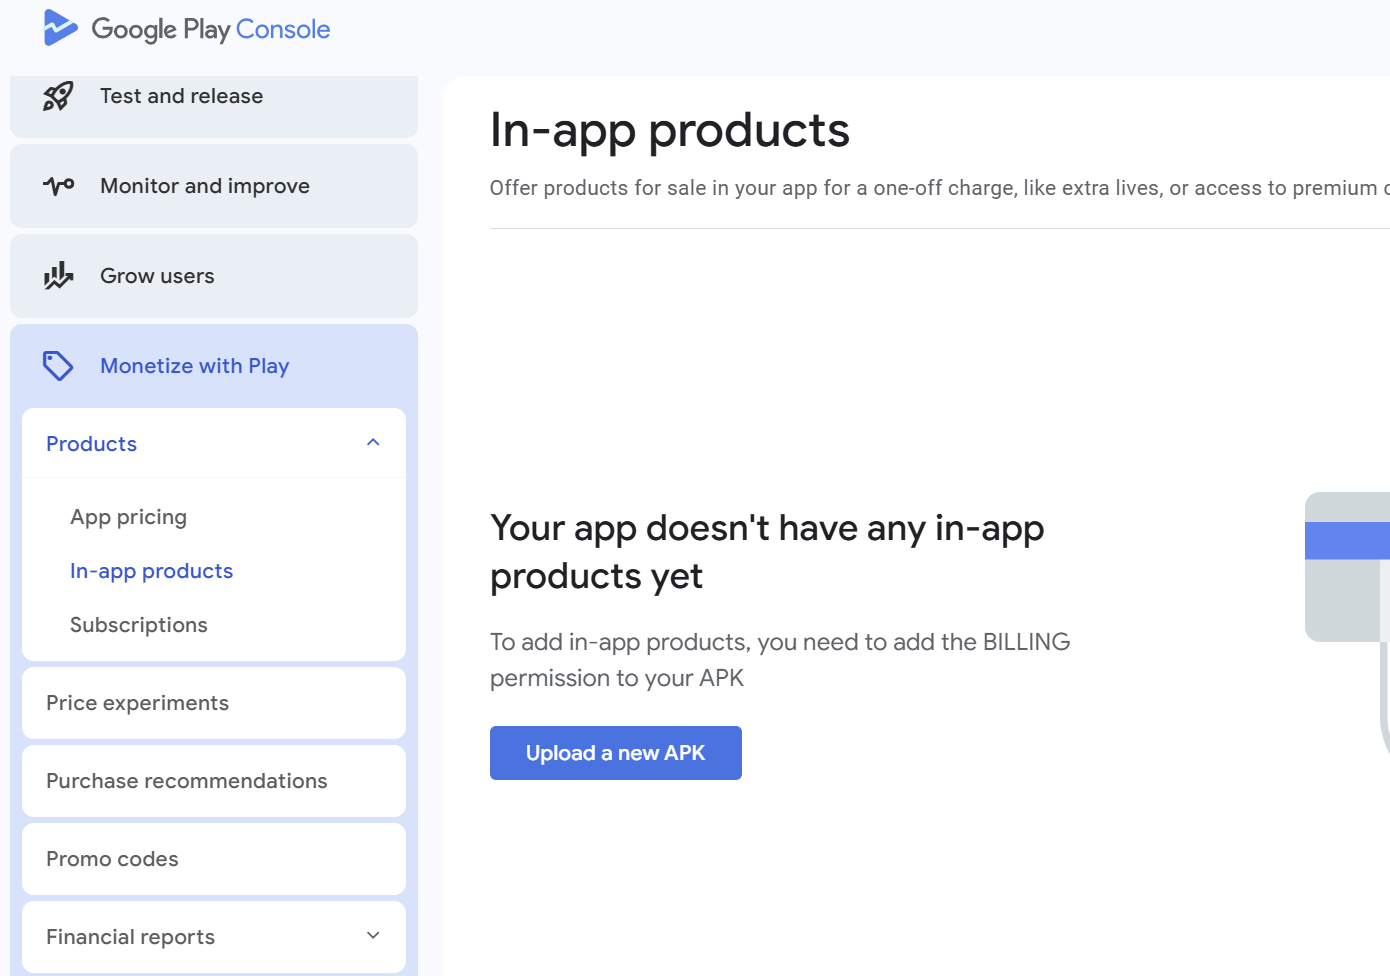 Google Play Console
Test and release
Monitor and improve
Grow users
Monetize with Play
Products
App pricing
In-app products
Subscriptions
Price experiments
Purchase recommendations
Promo codes
Financial reports
In-app products
Offer products for sale in your app for a one-off charge, like extra lives, or access to premium
Your app doesn't have any in-app
products yet
To add in-app products, you need to add the BILLING
permission to your APK
Upload a new APK